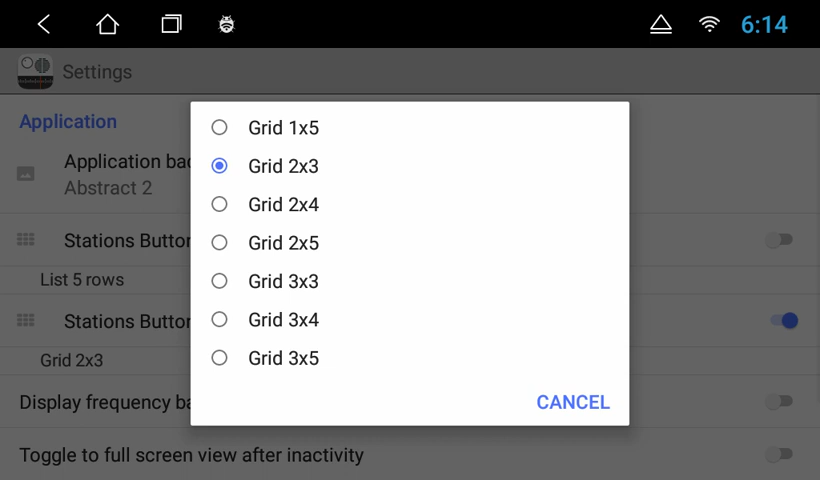 6:14
Settings
Application
Application bac
Abstract 2
Stations Button
List 5 rows
Stations Button
Grid 2x3
Display frequency ba
Toggle to full screen view after inactivity
Grid 1x5
Grid 2x3
Grid 2x4
Grid 2x5
Grid 3x3
Grid 3x4
Grid 3x5
CANCEL